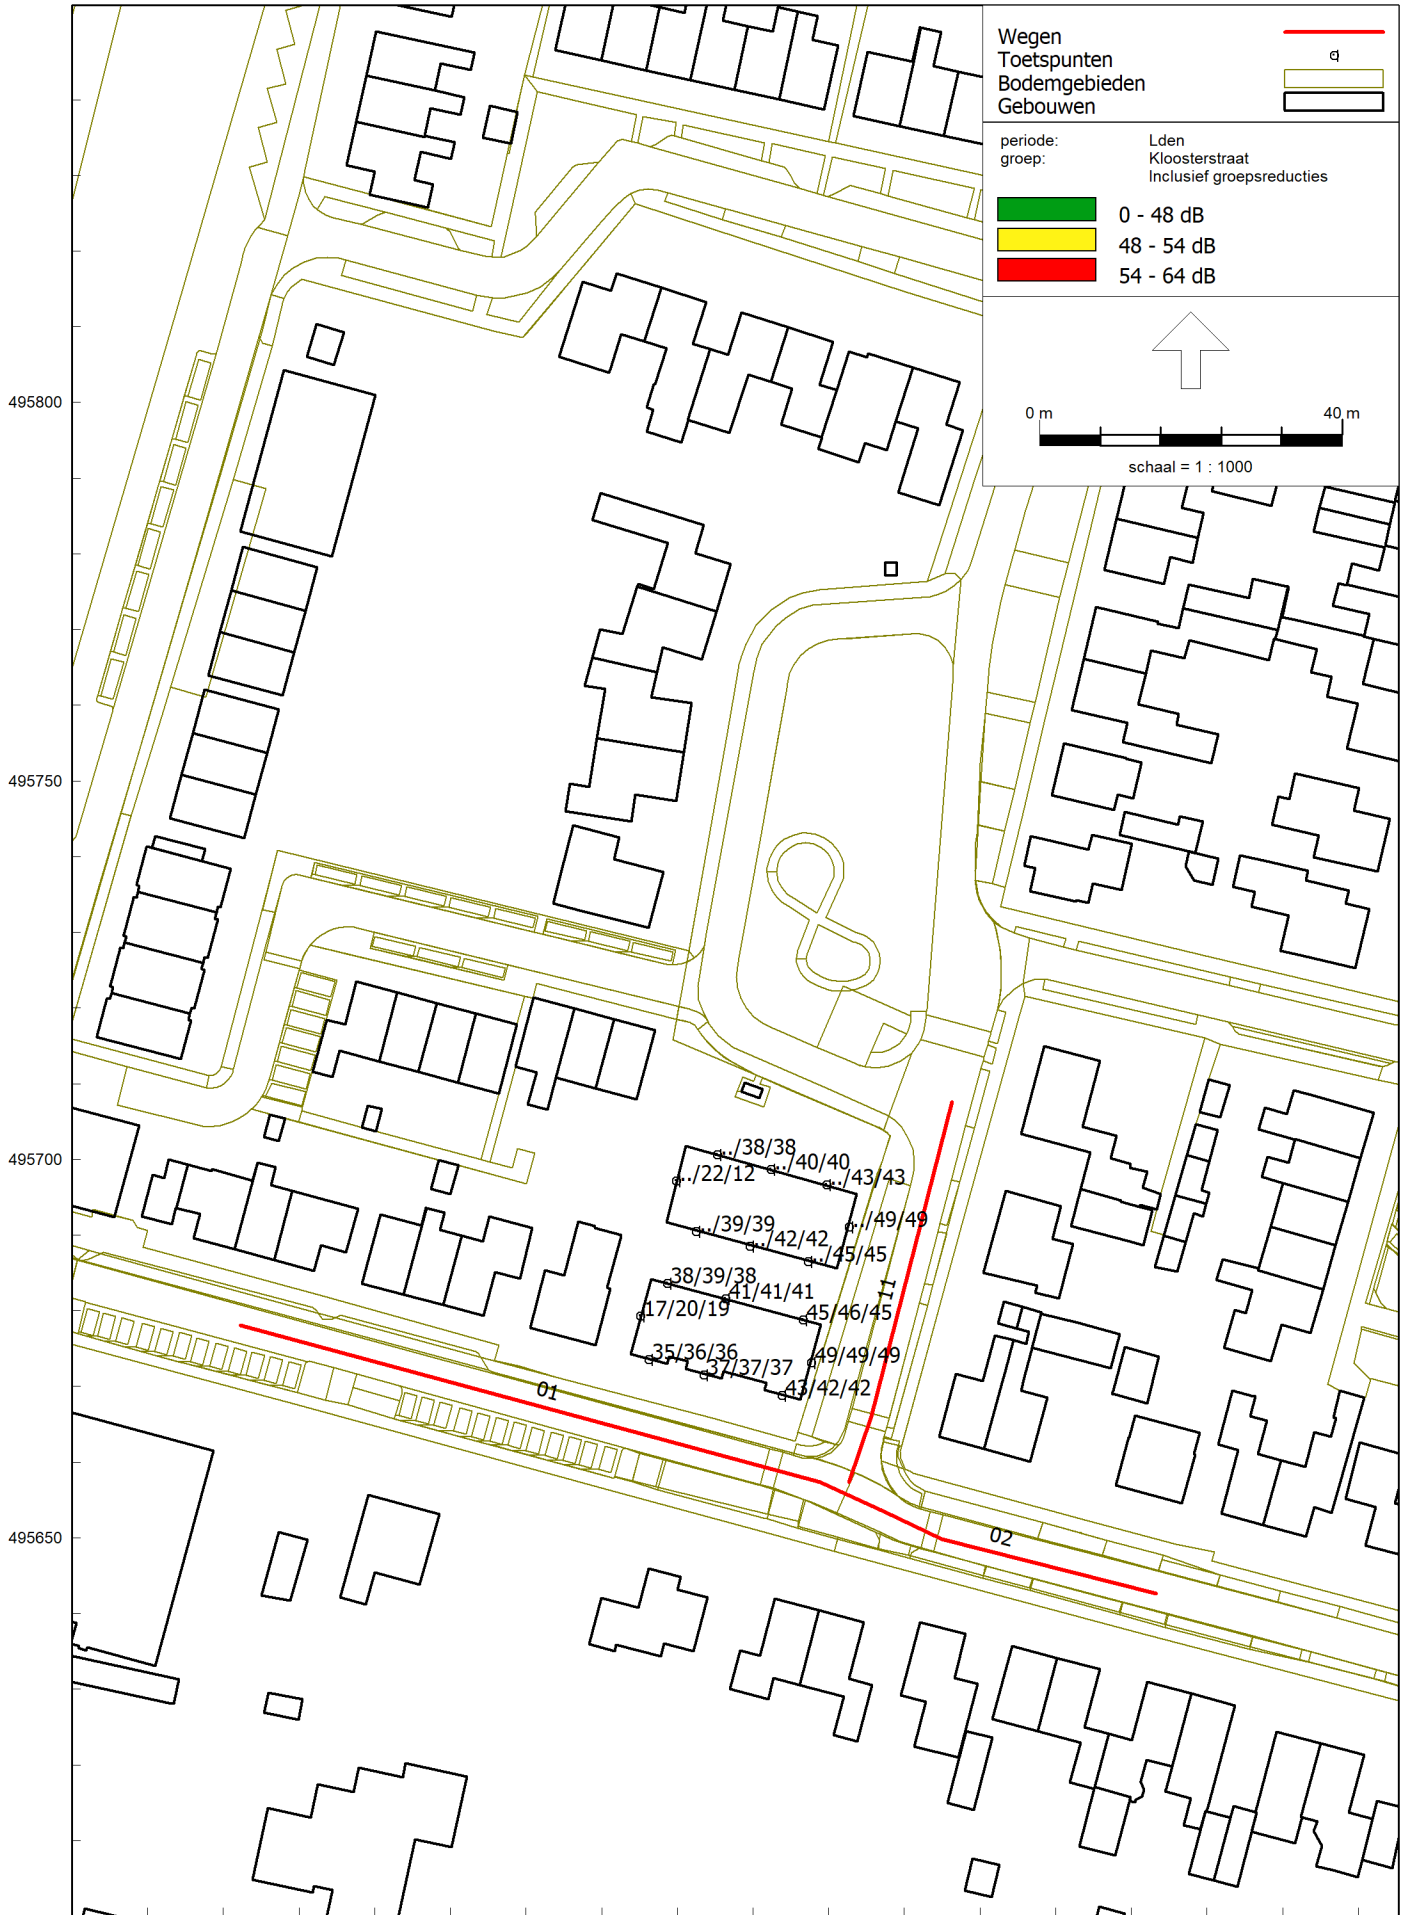 Wegen
Toetspunten
Bodemgebieden
Gebouwen
periode: Lden
groep: Kloosterstraat
Inclusief groepsreducties
0 - 48 dB
48 - 54 dB
54 - 64 dB
0 m 40 m
schaal = 1 : 1000
495800
495750
495700
495650
../38/38
../40/40
../22/12
../43/43
../39/39
../49/49
../42/42
../45/45
11
38/39/38
41/41/41
17/20/19
45/46/45
35/36/36
37/37/37
49/49/49
43/42/42
01
02